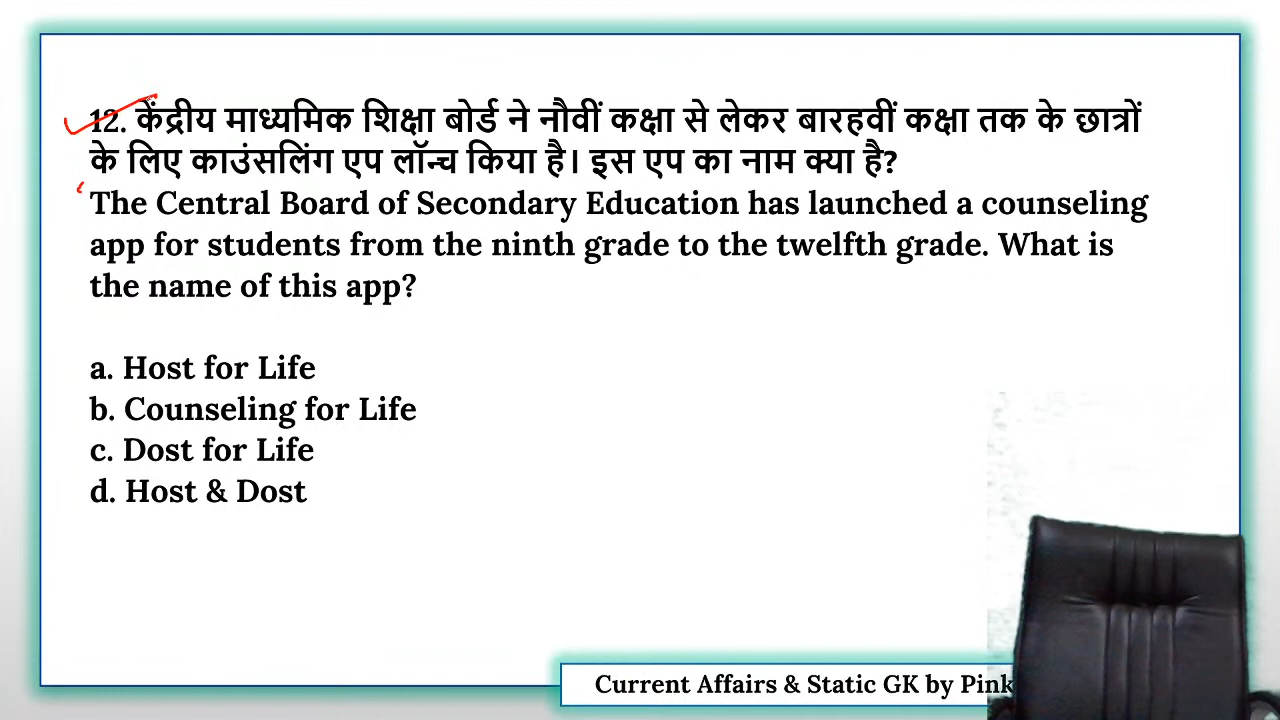 12. केंद्रीय माध्यमिक शिक्षा बोर्ड ने नौवीं कक्षा से लेकर बारहवीं कक्षा तक के छात्रों
के लिए काउंसलिंग एप लॉन्च किया है। इस एप का नाम क्या है?
The Central Board of Secondary Education has launched a counseling
app for students from the ninth grade to the twelfth grade. What is
the name of this app?
a. Host for Life
b. Counseling for Life
c. Dost for Life
d. Host & Dost
Current Affairs & Static GK by Pink